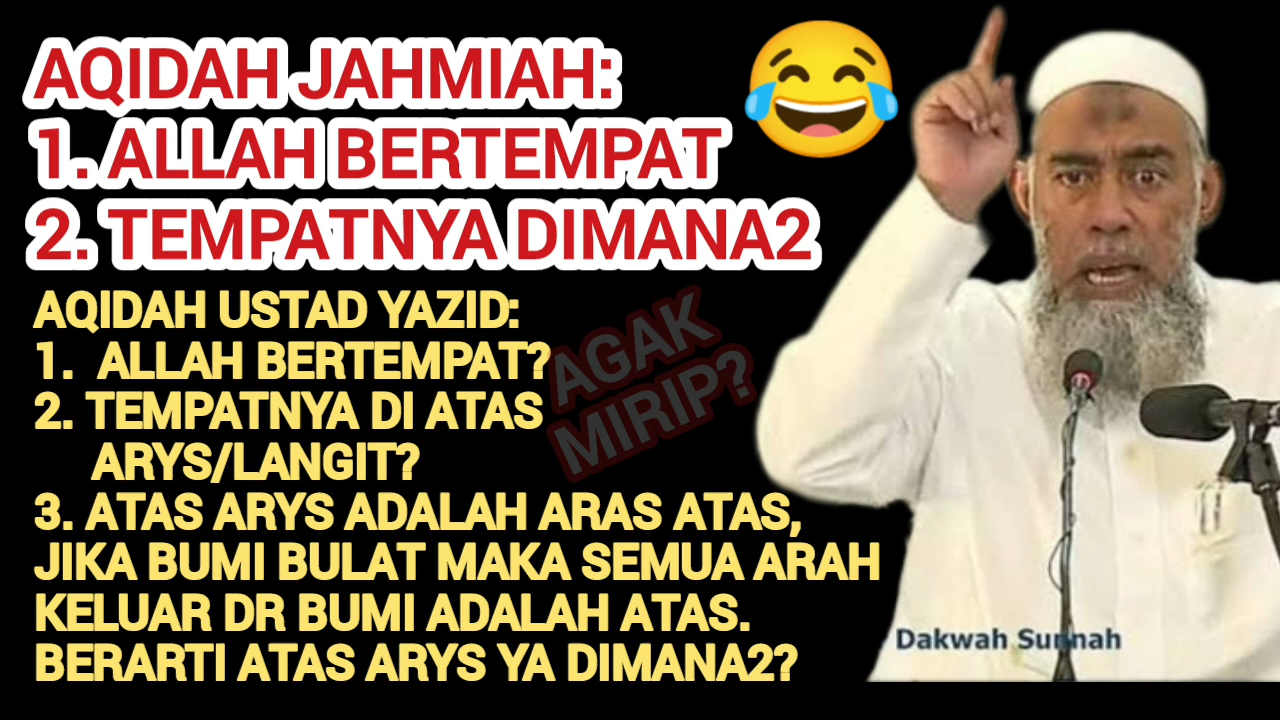 AQIDAH JAHMIAH:
1. ALLAH BERTEMPAT
2. TEMPATNYA DIMANA2
AQIDAH USTAD YAZID:
1. ALLAH BERTEMPAT?
2. TEMPATNYA DI ATAS
ARYS/LANGIT?
3. ATAS ARYS ADALAH ARAS ATAS,
JIKA BUMI BULAT MAKA SEMUA ARAH
KELUAR DR BUMI ADALAH ATAS.
BERARTI ATAS ARYS YA DIMANA2?
AGAK
MIRIP?
Dakwah Sunnah